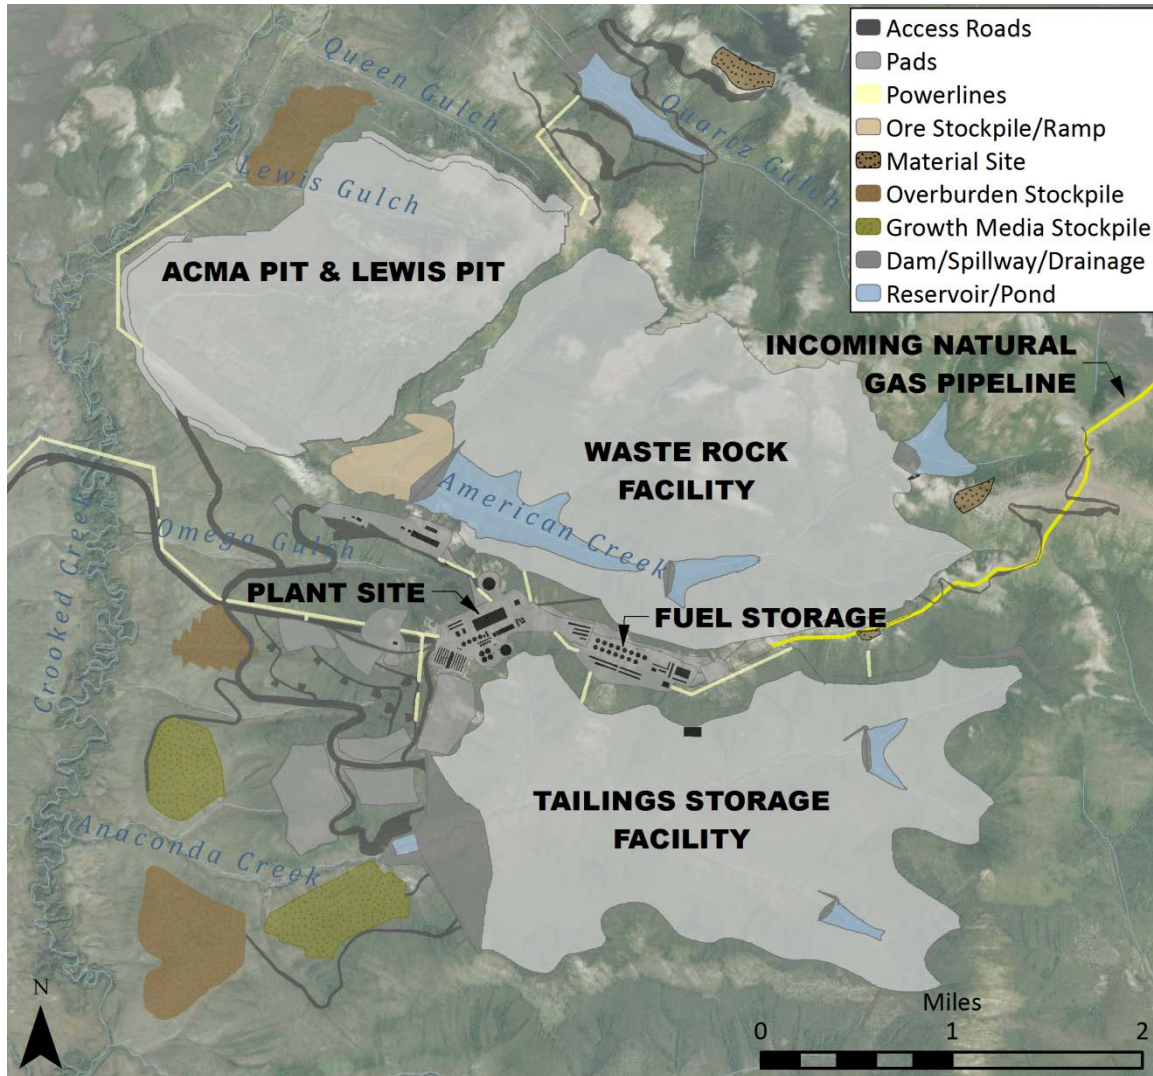 Access Roads
Pads
Powerlines
Ore Stockpile/Ramp
Material Site
Overburden Stockpile
Growth Media Stockpile
Dam/Spillway/Drainage
Reservoir/Pond
Queen Gulch
Quartz Gulch
Lewis Gulch
ACMA PIT & LEWIS PIT
INCOMING NATURAL
GAS PIPELINE
WASTE ROCK
FACILITY
American Creek
Crooked Creek
Omega Gulch
PLANT SITE
FUEL STORAGE
TAILINGS STORAGE
FACILITY
Anaconda Creek
N
Miles
0 1 2